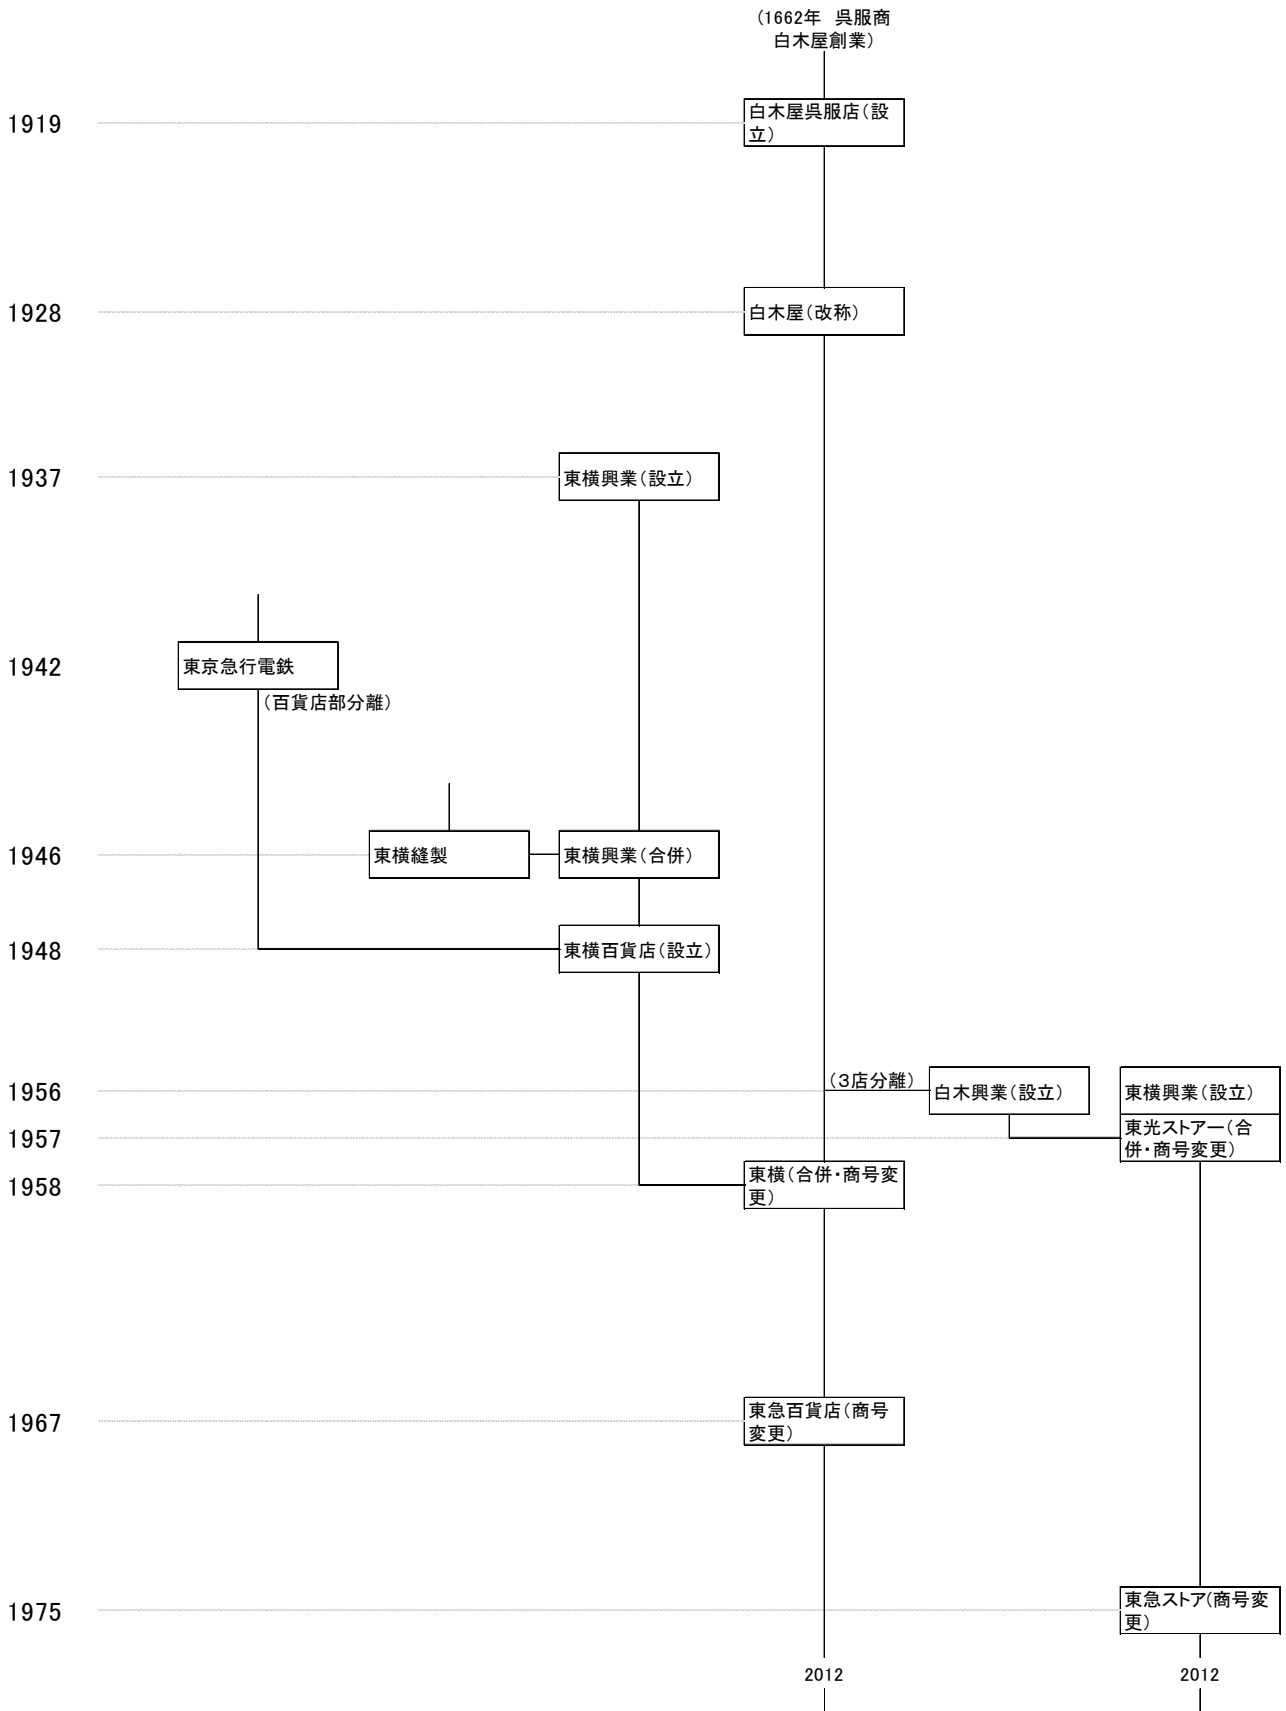 (1662年　呉服商
白木屋創業)
1919
白木屋呉服店(設
立)
1928
白木屋(改称)
1937
東横興業(設立)
1942
東京急行電鉄
(百貨店部分離)
1946
東横縫製
東横興業(合併)
1948
東横百貨店(設立)
1956
(３店分離)
白木興業(設立)
東横興業(設立)
1957
東光ストアー(合
併・商号変更)
1958
東横(合併・商号変
更)
1967
東急百貨店(商号
変更)
1975
東急ストア(商号変
更)
2012
2012